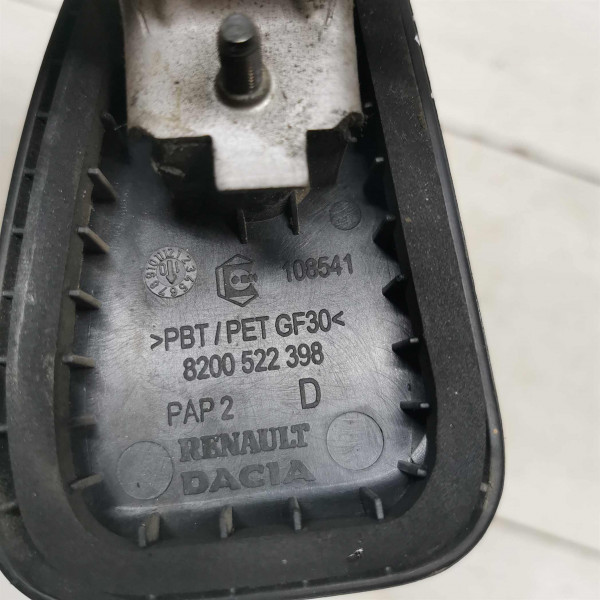 108541
>PBT / PET GF30<
8200 522 398
PAP 2 D
RENAULT
DACIA